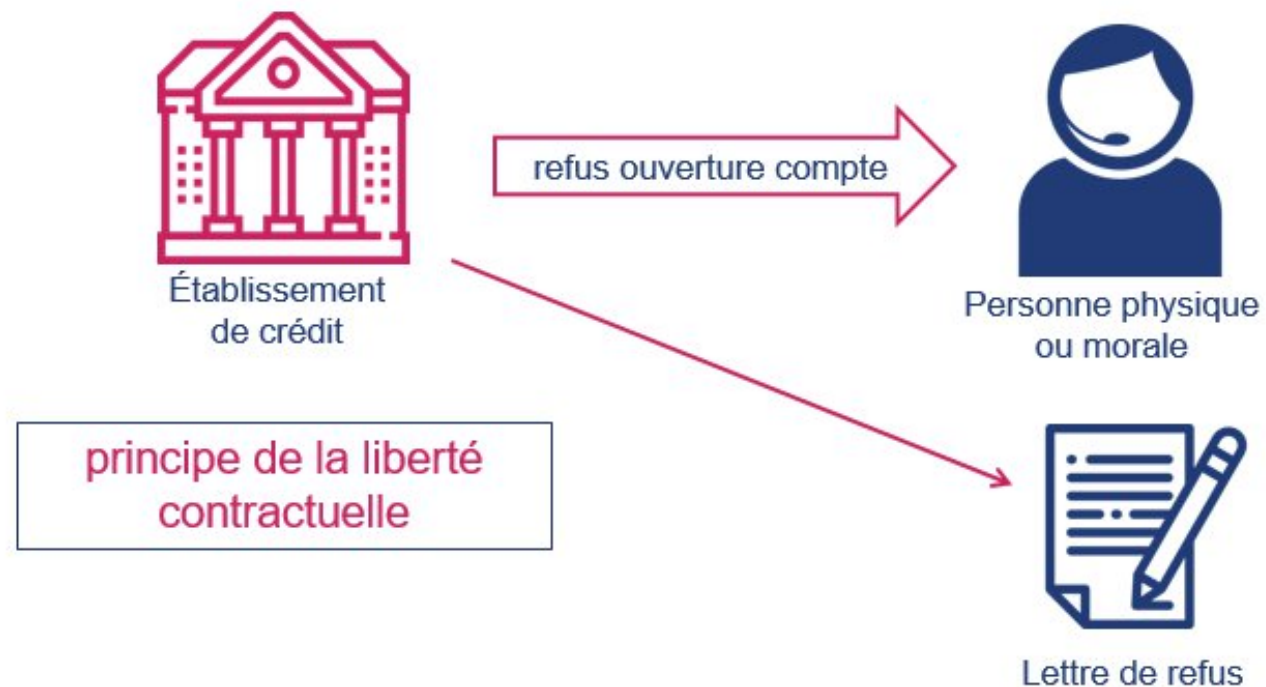 refus ouverture compte
Établissement
de crédit
Personne physique
ou morale
principe de la liberté
contractuelle
Lettre de refus